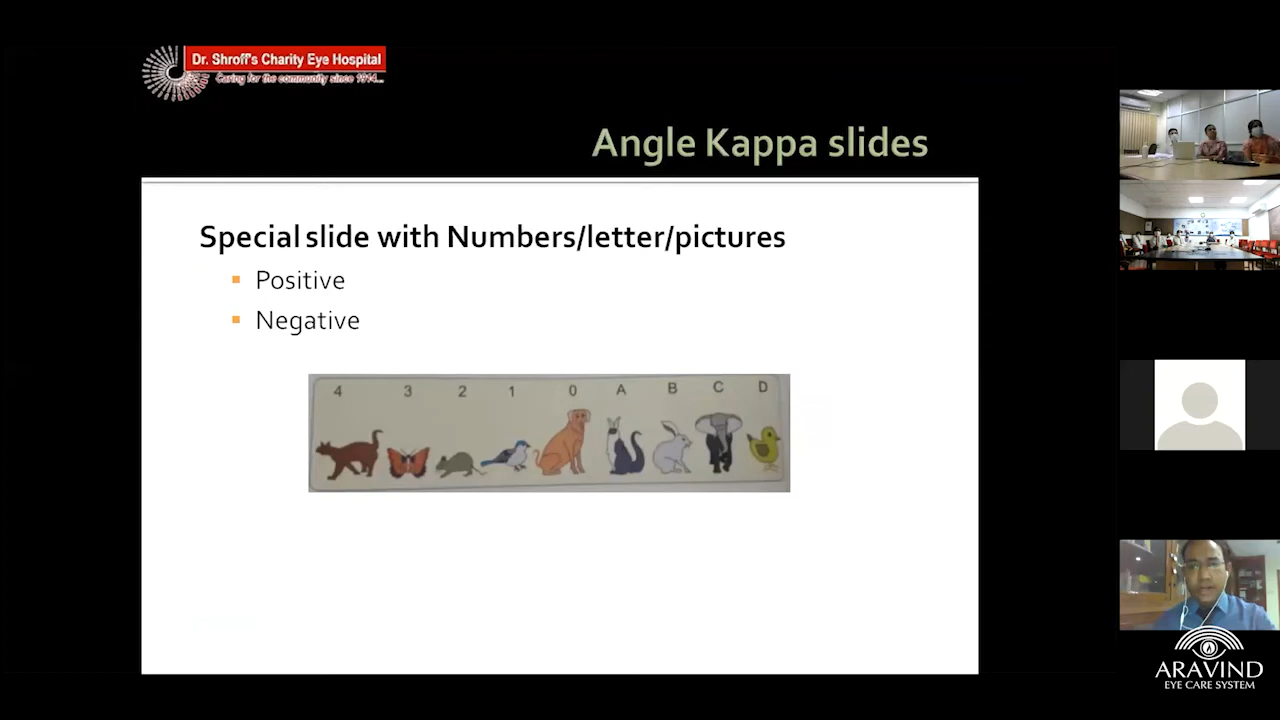 Dr. Shroff's Charity Eye Hospital
Caring for the community since 1914...
Angle Kappa slides
Special slide with Numbers/letter/pictures
Positive
Negative
4 3 2 1 0 A B C D
ARAVIND
EYE CARE SYSTEM